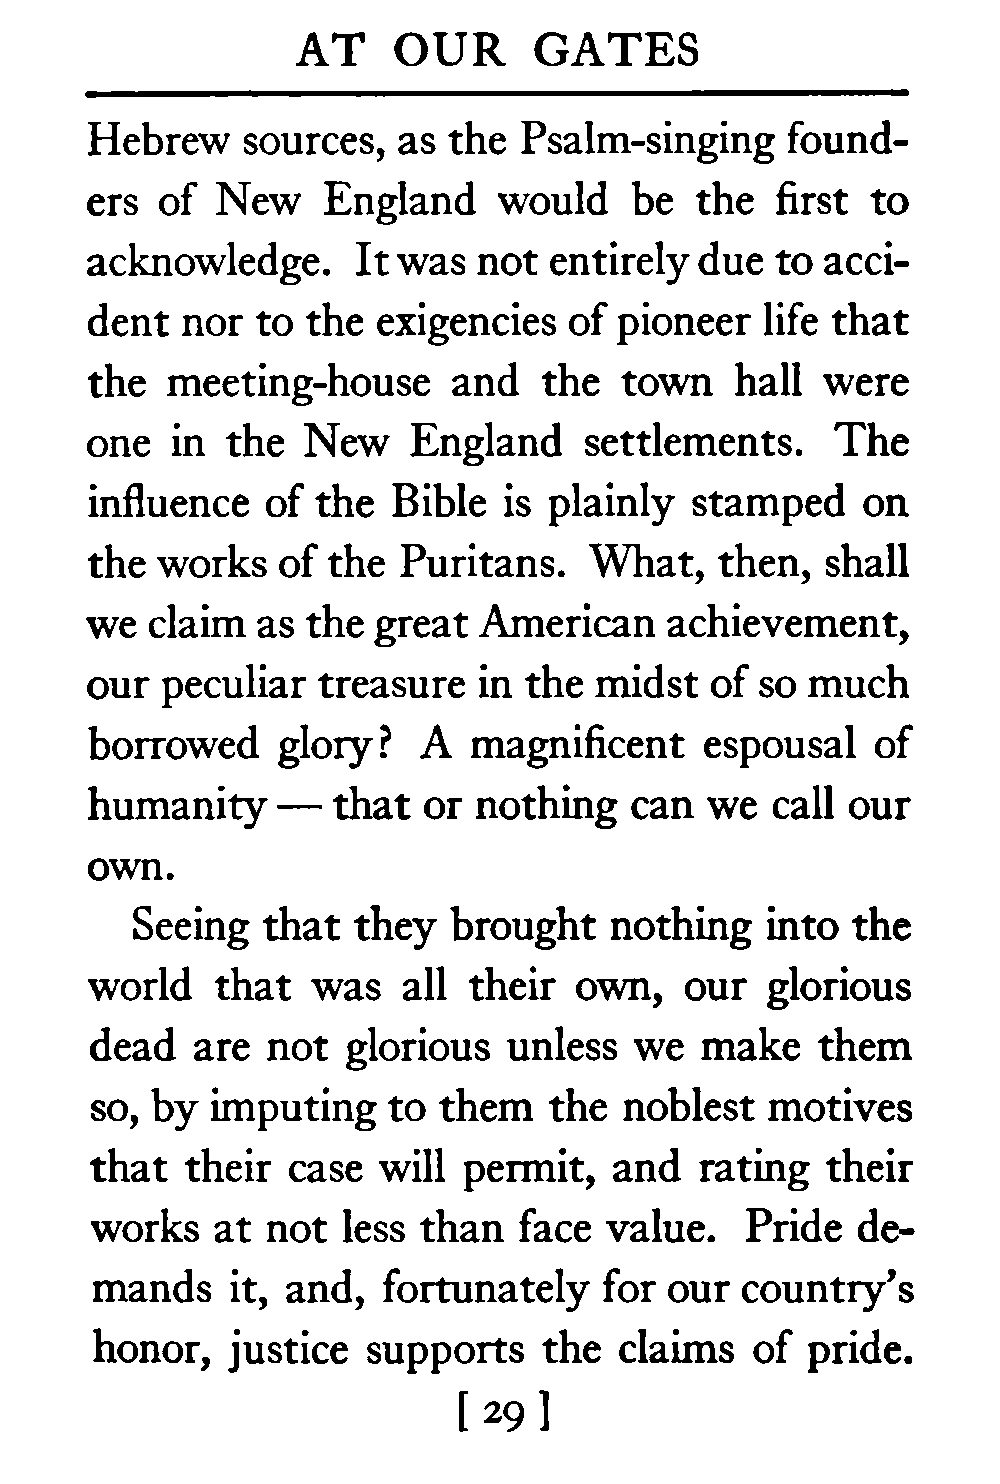 AT OUR GATES
Hebrew sources, as the Psalm-singing found-
ers of New England would be the first to
acknowledge. It was not entirely due to acci-
dent nor to the exigencies of pioneer life that
the meeting-house and the town hall were
one in the New England settlements. The
influence of the Bible is plainly stamped on
the works of the Puritans. What, then, shall
we claim as the great American achievement,
our peculiar treasure in the midst of so much
borrowed glory? A magnificent espousal of
humanity — that or nothing can we call our
own.
Seeing that they brought nothing into the
world that was all their own, our glorious
dead are not glorious unless we make them
so, by imputing to them the noblest motives
that their case will permit, and rating their
works at not less than face value. Pride de-
mands it, and, fortunately for our country's
honor, justice supports the claims of pride.
[ 29 ]